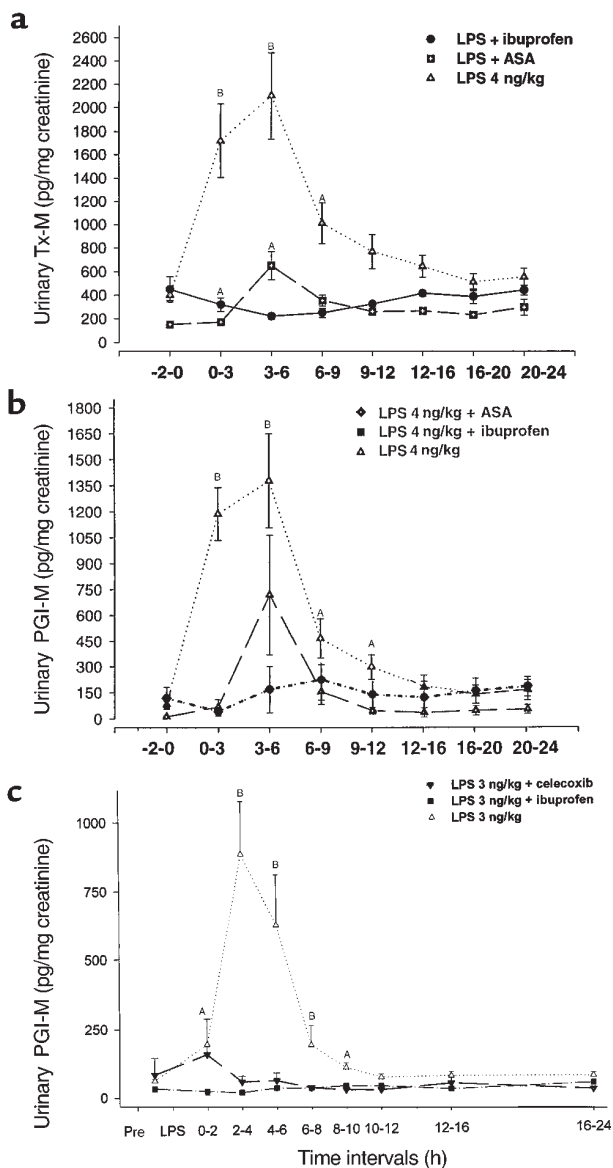 a
Urinary Tx-M (pg/mg creatinine)
2600
2400
2200
2000
1800
1600
1400
1200
1000
800
600
400
200
0
LPS + ibuprofen
LPS + ASA
LPS 4 ng/kg
B
B
A
A
A
-2-0 0-3 3-6 6-9 9-12 12-16 16-20 20-24
b
Urinary PGI-M (pg/mg creatinine)
1800
1650
1500
1350
1200
1050
900
750
600
450
300
150
0
LPS 4 ng/kg + ASA
LPS 4 ng/kg + ibuprofen
LPS 4 ng/kg
B
B
A
A
-2-0 0-3 3-6 6-9 9-12 12-16 16-20 20-24
c
Urinary PGI-M (pg/mg creatinine)
1000
750
500
250
0
LPS 3 ng/kg + celecoxib
LPS 3 ng/kg + ibuprofen
LPS 3 ng/kg
B
B
A
B
A
Pre LPS 0-2 2-4 4-6 6-8 8-10 10-12 12-16 16-24
Time intervals (h)